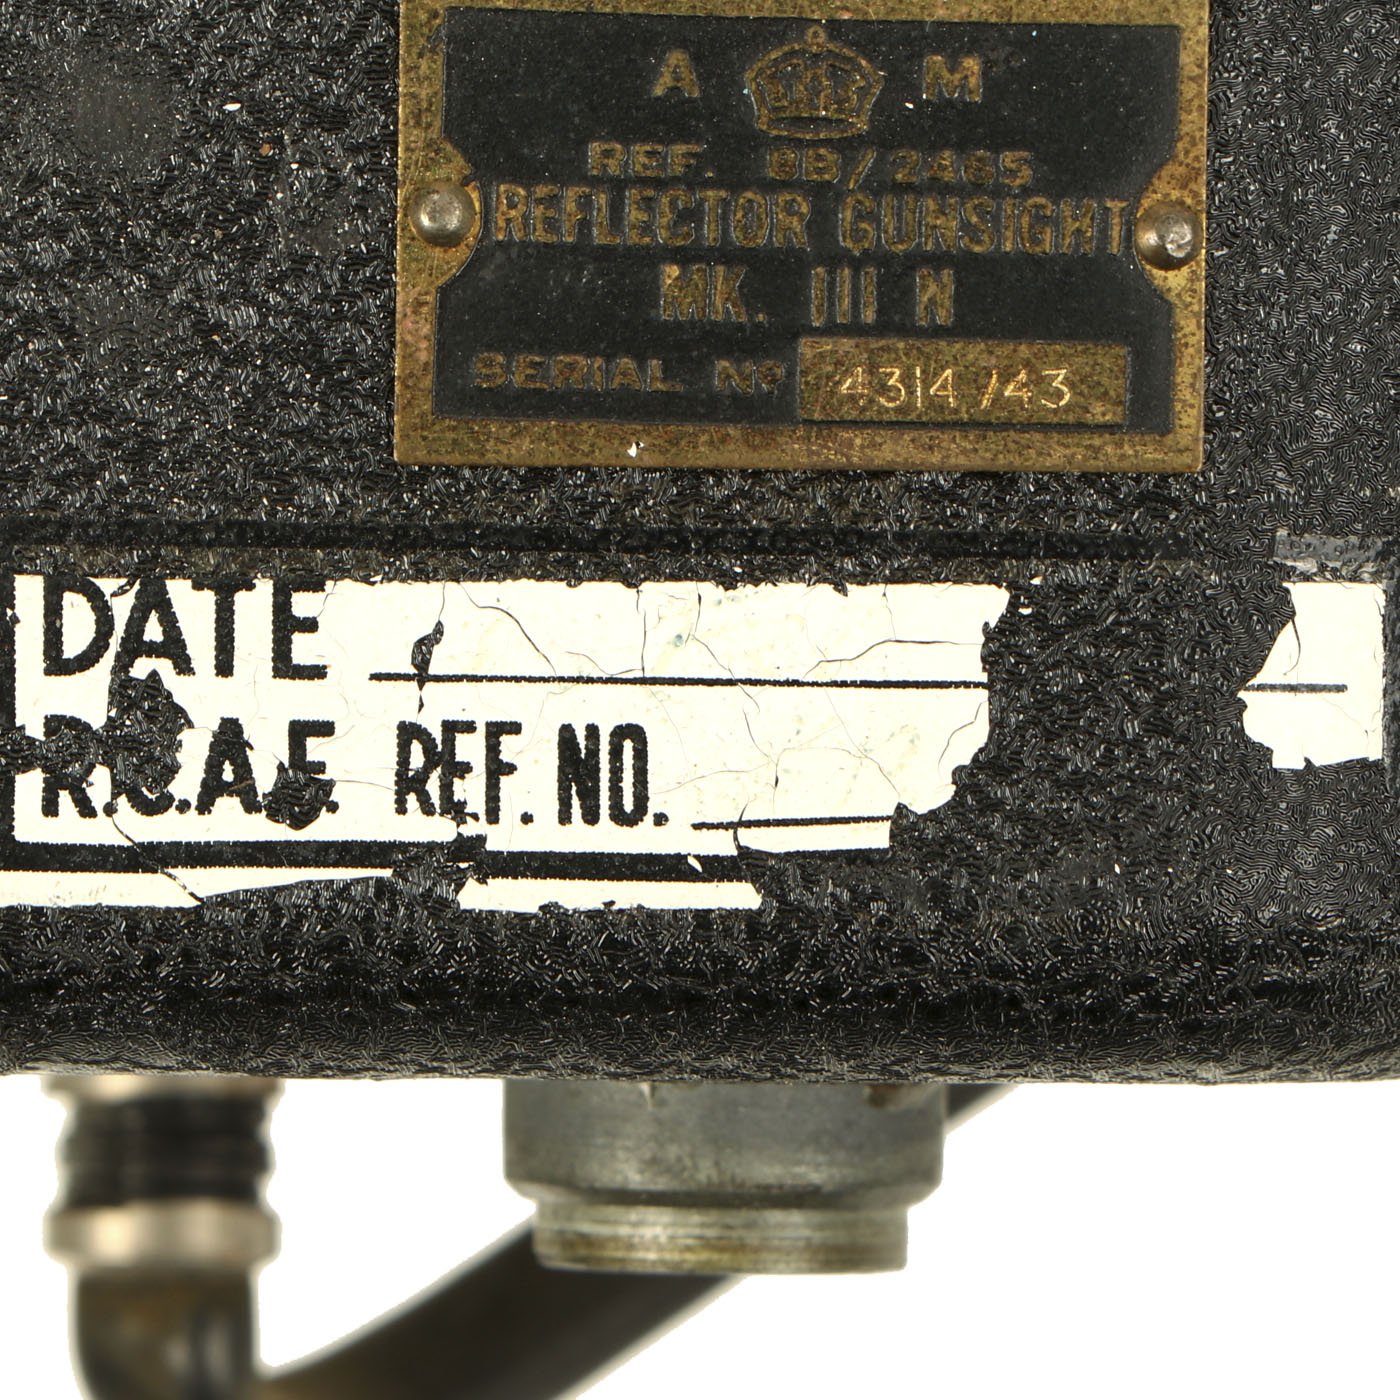 A M
REF. 8B/2465
REFLECTOR GUNSIGHT
MK. III N
SERIAL Nº 4314/43
DATE
R.C.A.F. REF. NO.